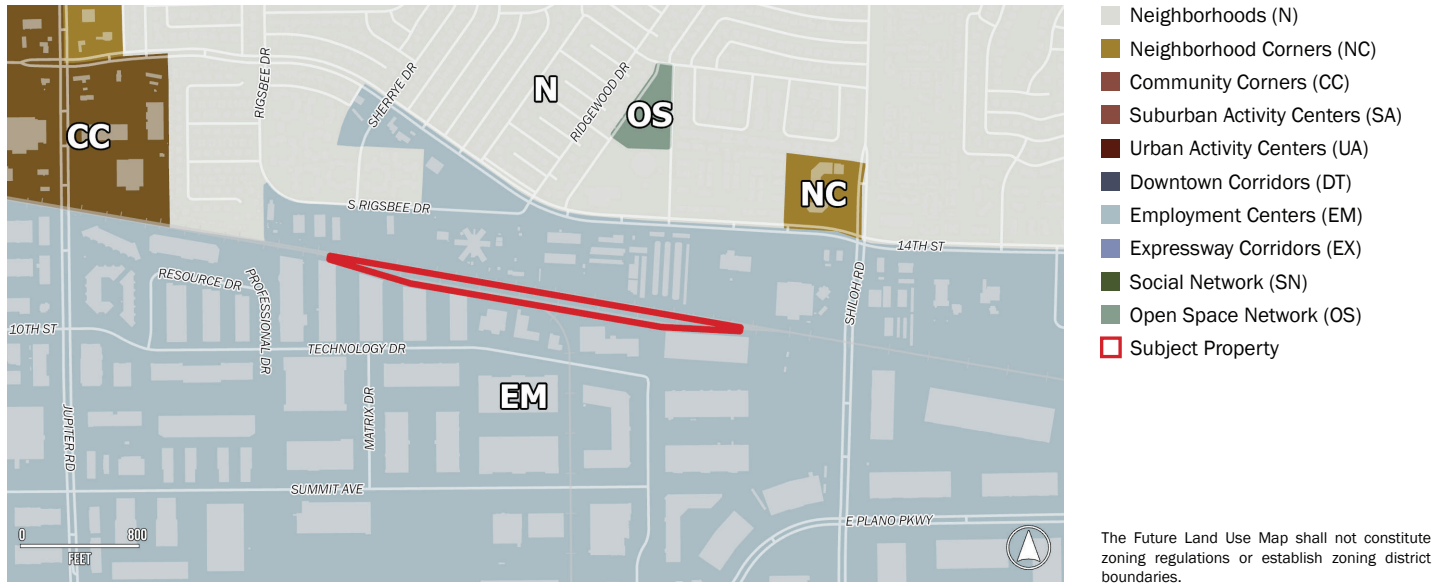 RIGSBEE DR
SHERRYE DR
N
RIDGEWOOD DR
OS
CC
NC
S RIGSBEE DR
14TH ST
RESOURCE DR
PROFESSIONAL DR
SHILOH RD
10TH ST
TECHNOLOGY DR
EM
MATRIX DR
JUPITER RD
SUMMIT AVE
E PLANO PKWY
0 800
FEET
Neighborhoods (N)
Neighborhood Corners (NC)
Community Corners (CC)
Suburban Activity Centers (SA)
Urban Activity Centers (UA)
Downtown Corridors (DT)
Employment Centers (EM)
Expressway Corridors (EX)
Social Network (SN)
Open Space Network (OS)
Subject Property
The Future Land Use Map shall not constitute
zoning regulations or establish zoning district
boundaries.